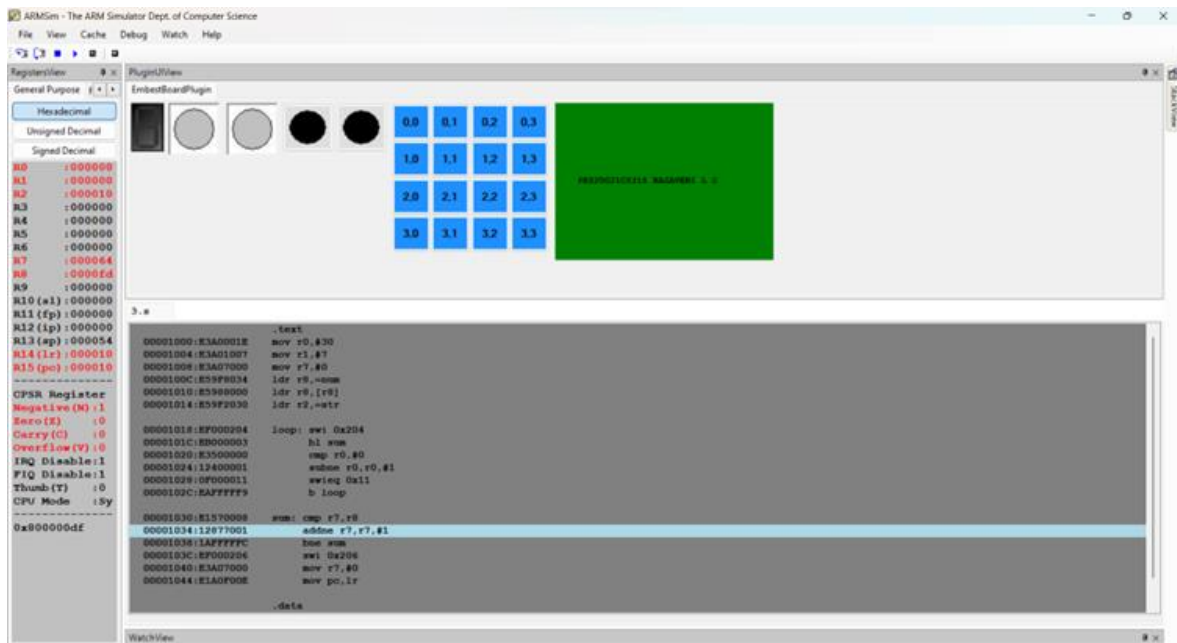 ARMSim - The ARM Simulator Dept. of Computer Science
File View Cache Debug Watch Help
RegistersView
PluginUIView
General Purpose
EmbestBoardPlugin
Hexadecimal
Unsigned Decimal
Signed Decimal
0,0 0,1 0,2 0,3
1,0 1,1 1,2 1,3
2,0 2,1 2,2 2,3
3,0 3,1 3,2 3,3
R0 :000000
R1 :000000
R2 :000010
R3 :000000
R4 :000000
R5 :000000
R6 :000000
R7 :000064
R8 :0000fd
R9 :000000
R10(sl):000000
R11(fp):000000
R12(ip):000000
R13(sp):000054
R14(lr):000010
R15(pc):000010
CPSR Register
Negative(N):1
Zero(Z) :0
Carry(C) :0
Overflow(V):0
IRQ Disable:1
FIQ Disable:1
Thumb(T) :0
CPU Mode :Sy
0x800000df
3.s
.text
00001000:E3A0001E mov r0,#30
00001004:E3A01007 mov r1,#7
00001008:E3A07000 mov r7,#0
0000100C:E59F8034 ldr r8,=num
00001010:E5988000 ldr r8,[r8]
00001014:E59F2030 ldr r2,=str
00001018:EF000204 loop: swi 0x204
0000101C:EB000003 bl sum
00001020:E3500000 cmp r0,#0
00001024:12400001 subne r0,r0,#1
00001028:0F000011 swieq 0x11
0000102C:EAFFFFF9 b loop
00001030:E1570008 sum: cmp r7,r8
00001034:12877001 addne r7,r7,#1
00001038:1AFFFFFC bne sum
0000103C:EF000206 swi 0x206
00001040:E3A07000 mov r7,#0
00001044:E1A0F00E mov pc,lr
.data
WatchView